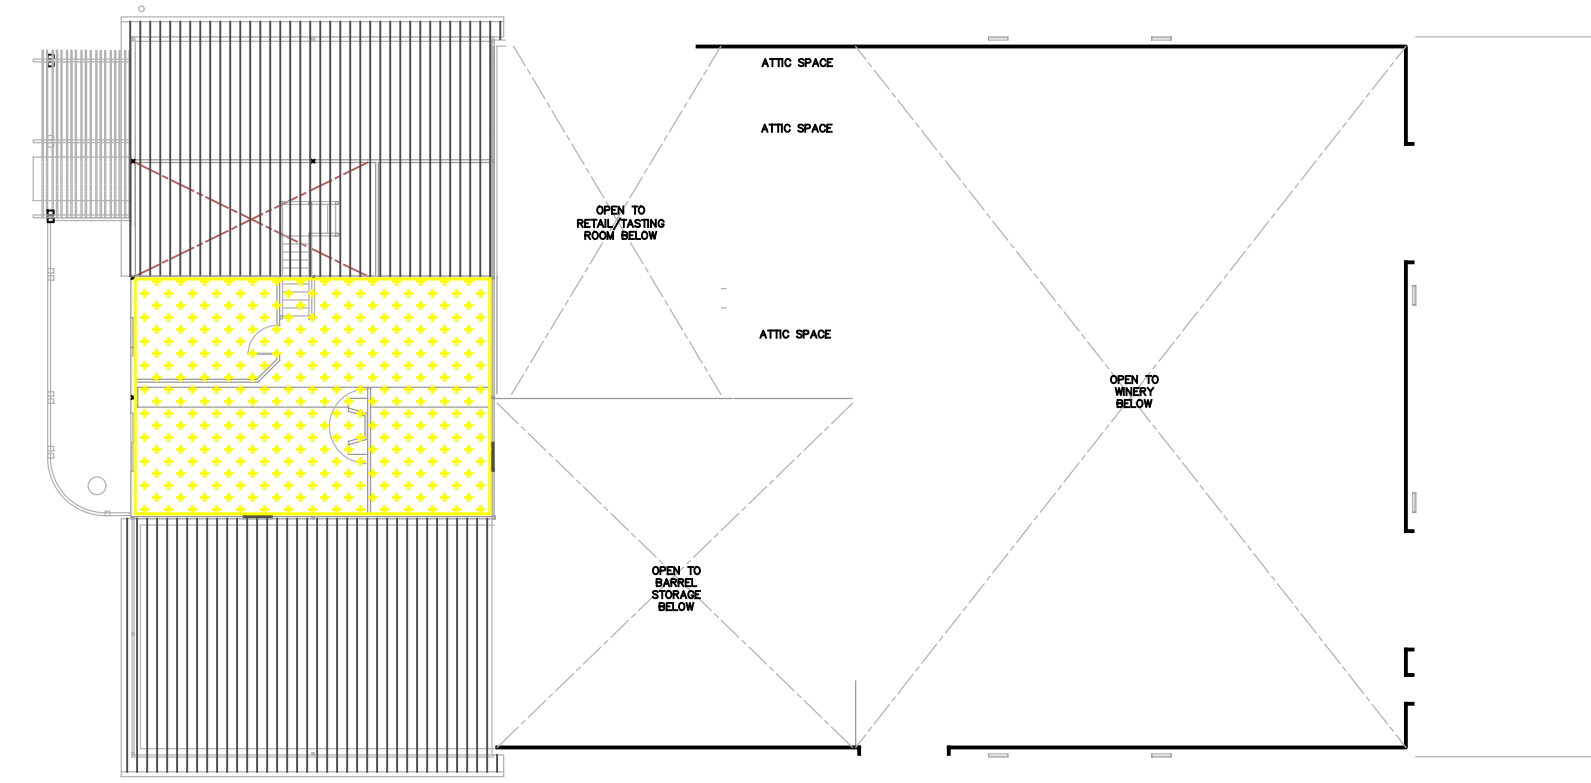 ATTIC SPACE
ATTIC SPACE
OPEN TO
RETAIL/TASTING
ROOM BELOW
ATTIC SPACE
OPEN TO
WINERY
BELOW
OPEN TO
BARREL
STORAGE
BELOW